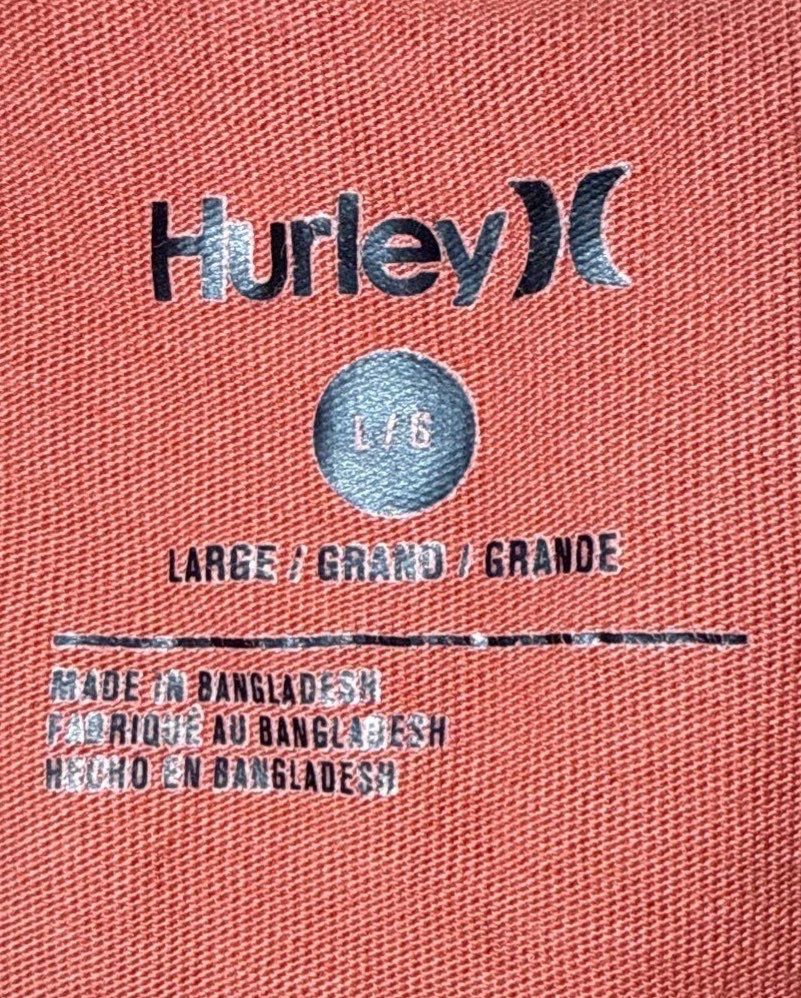 Hurley
L/G
LARGE / GRAND / GRANDE
MADE IN BANGLADESH
FABRIQUÉ AU BANGLADESH
HECHO EN BANGLADESH